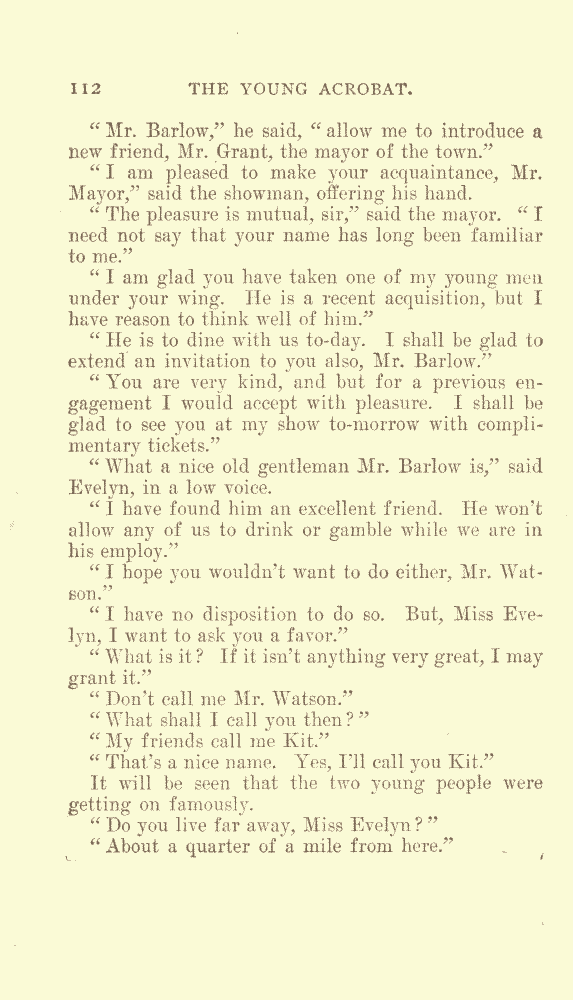 112 THE YOUNG ACROBAT.
“Mr. Barlow,” he said, “allow me to introduce a
new friend, Mr. Grant, the mayor of the town.”
“I am pleased to make your acquaintance, Mr.
Mayor,” said the showman, offering his hand.
“The pleasure is mutual, sir,” said the mayor. “I
need not say that your name has long been familiar
to me.”
“I am glad you have taken one of my young men
under your wing. He is a recent acquisition, but I
have reason to think well of him.”
“He is to dine with us to-day. I shall be glad to
extend an invitation to you also, Mr. Barlow.”
“You are very kind, and but for a previous en-
gagement I would accept with pleasure. I shall be
glad to see you at my show to-morrow with compli-
mentary tickets.”
“What a nice old gentleman Mr. Barlow is,” said
Evelyn, in a low voice.
“I have found him an excellent friend. He won’t
allow any of us to drink or gamble while we are in
his employ.”
“I hope you wouldn’t want to do either, Mr. Wat-
son.”
“I have no disposition to do so. But, Miss Eve-
lyn, I want to ask you a favor.”
“What is it? If it isn’t anything very great, I may
grant it.”
“Don’t call me Mr. Watson.”
“What shall I call you then?”
“My friends call me Kit.”
“That’s a nice name. Yes, I’ll call you Kit.”
It will be seen that the two young people were
getting on famously.
“Do you live far away, Miss Evelyn?”
“About a quarter of a mile from here.”